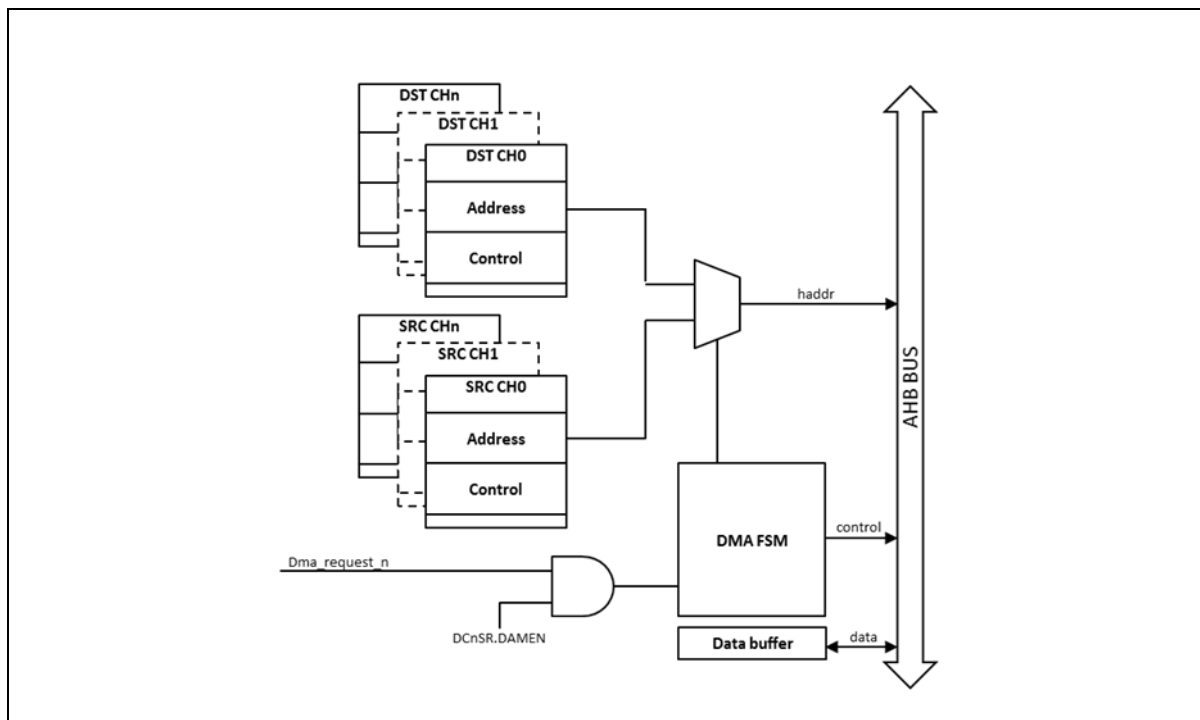 DST CHn
DST CH1
DST CH0
Address
Control
haddr
SRC CHn
SRC CH1
SRC CH0
Address
Control
AHB BUS
DMA FSM
control
Dma_request_n
DCnSR.DAMEN
Data buffer
data